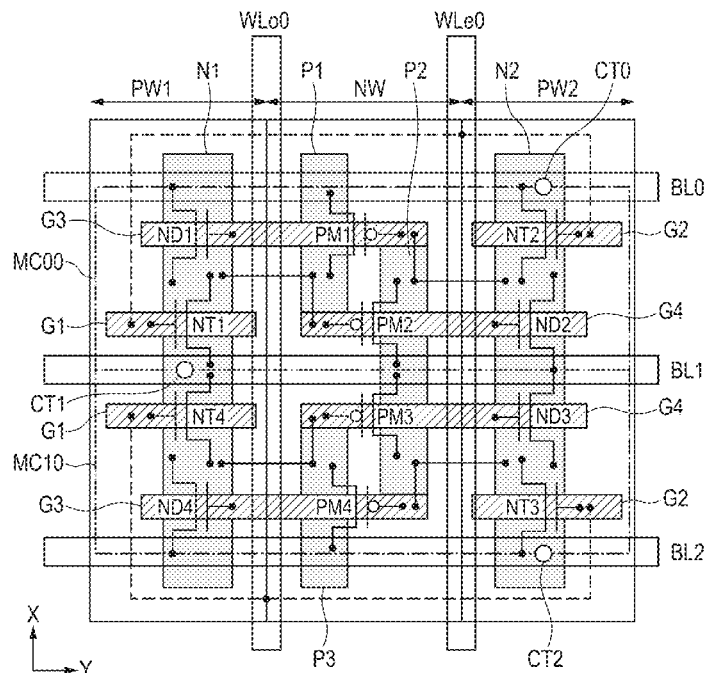 WLo0 WLe0
N1 P1 P2 N2 CT0
PW1 NW PW2
BL0
G3 ND1 PM1 NT2 G2
MC00
G1 NT1 PM2 ND2 G4
BL1
CT1
G1 NT4 PM3 ND3 G4
MC10
G3 ND4 PM4 NT3 G2
BL2
X
Y
P3 CT2